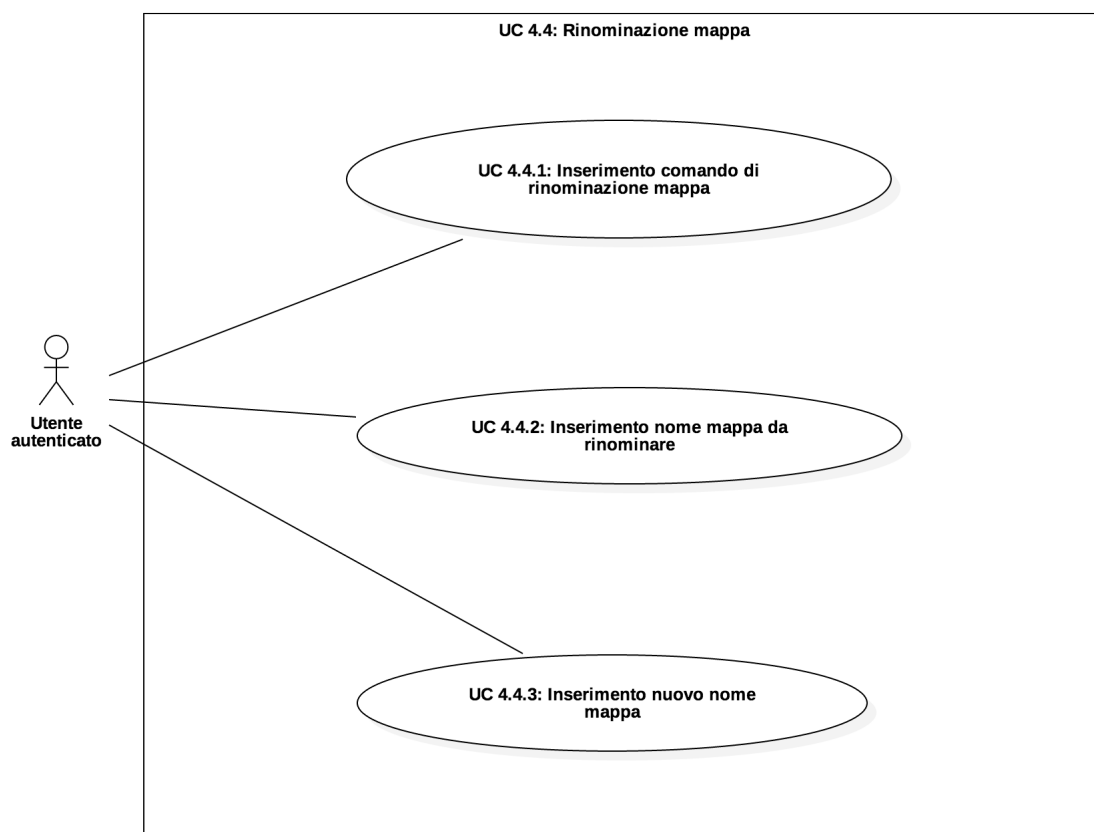 UC 4.4: Rinominazione mappa
UC 4.4.1: Inserimento comando di
rinominazione mappa
Utente
autenticato
UC 4.4.2: Inserimento nome mappa da
rinominare
UC 4.4.3: Inserimento nuovo nome
mappa